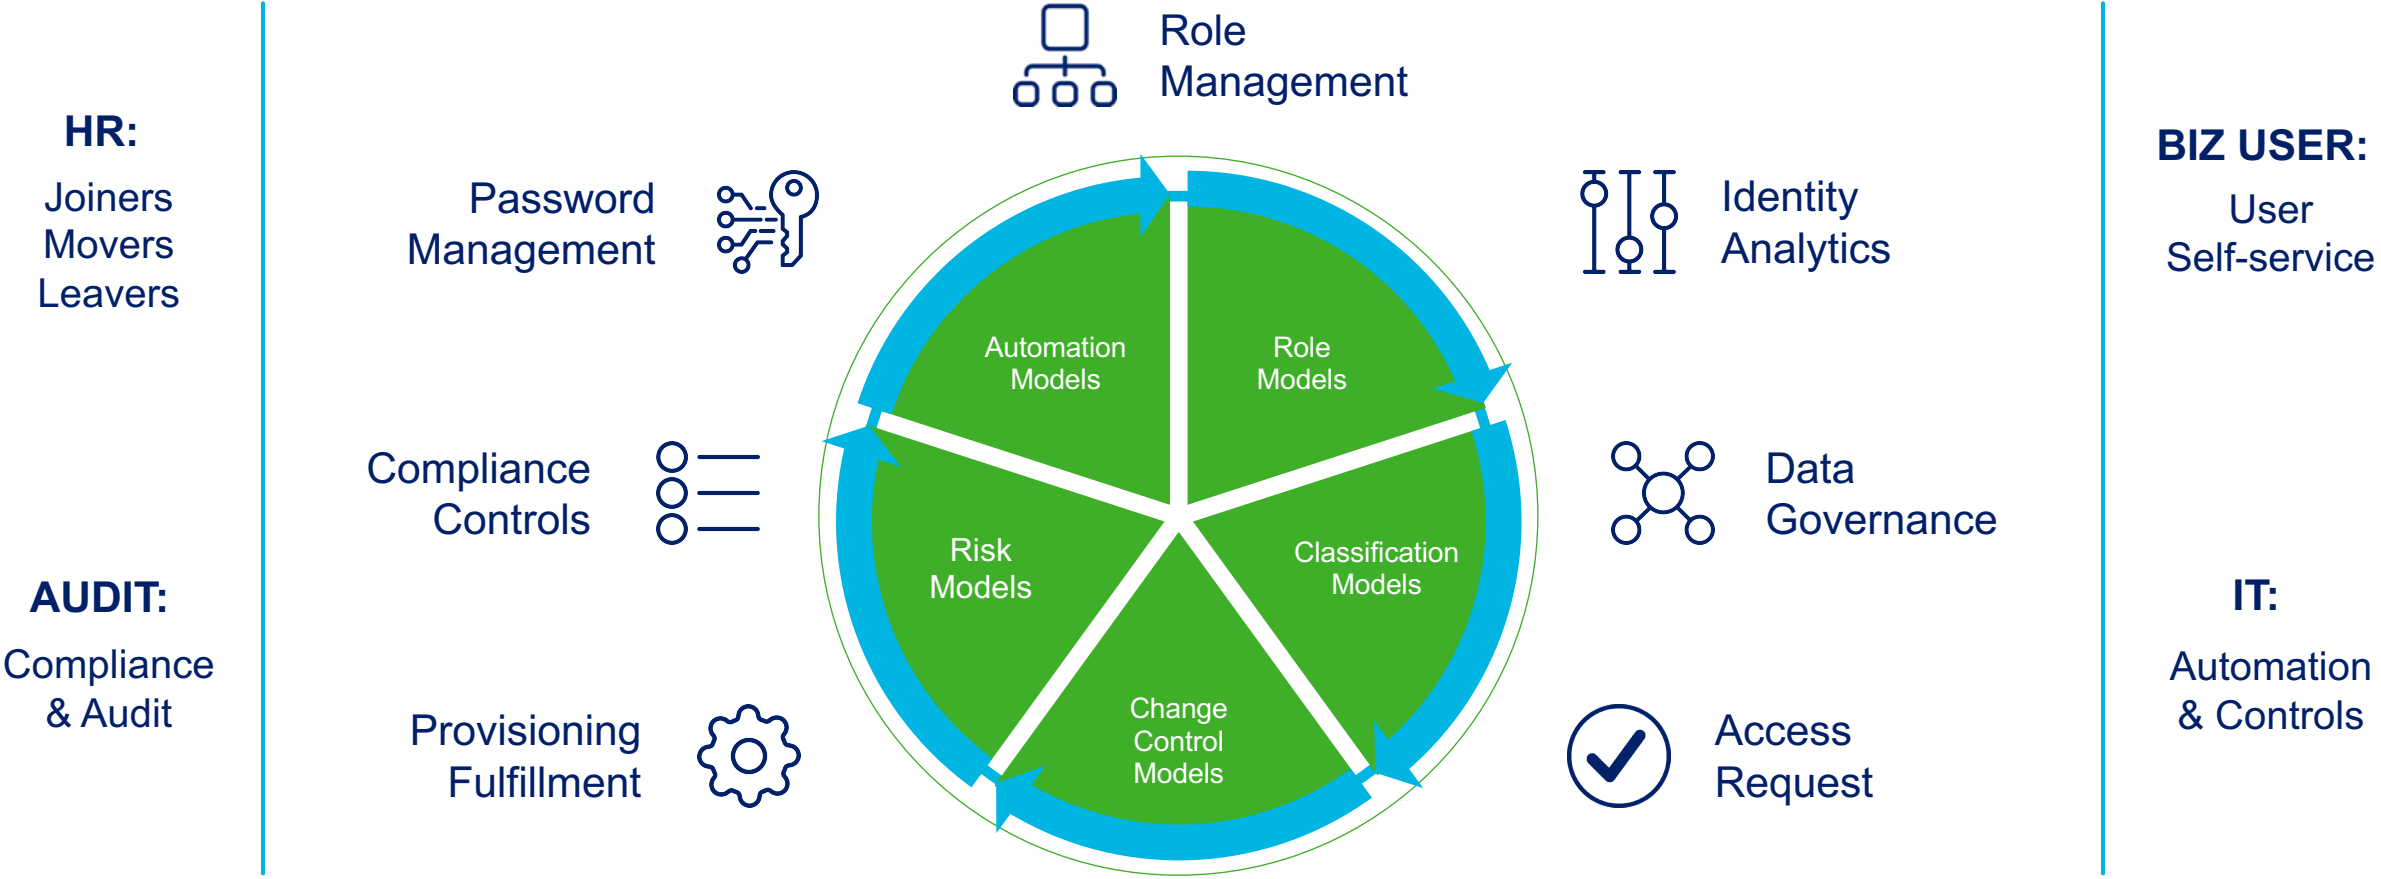 Role
Management
HR:
Joiners
Movers
Leavers
AUDIT:
Compliance
& Audit
Password
Management
Compliance
Controls
Provisioning
Fulfillment
Automation
Models
Role
Models
Risk
Models
Classification
Models
Change
Control
Models
Identity
Analytics
Data
Governance
Access
Request
BIZ USER:
User
Self-service
IT:
Automation
& Controls